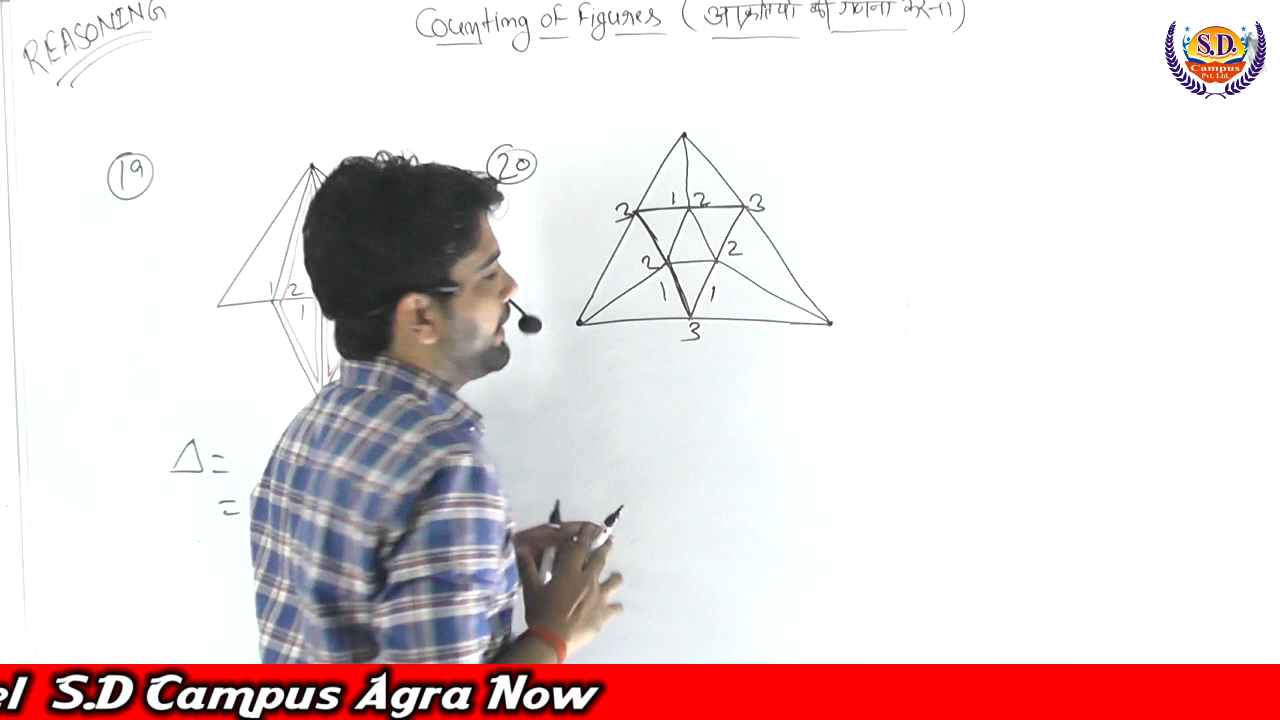 REASONING
Counting of figures (आकृतियों की गणना करना)
S.D.
Campus
Pvt. Ltd.
19
20
1 2
3 1 2 3
2 2
1
1 1
3
Δ =
=
el S.D Campus Agra Now